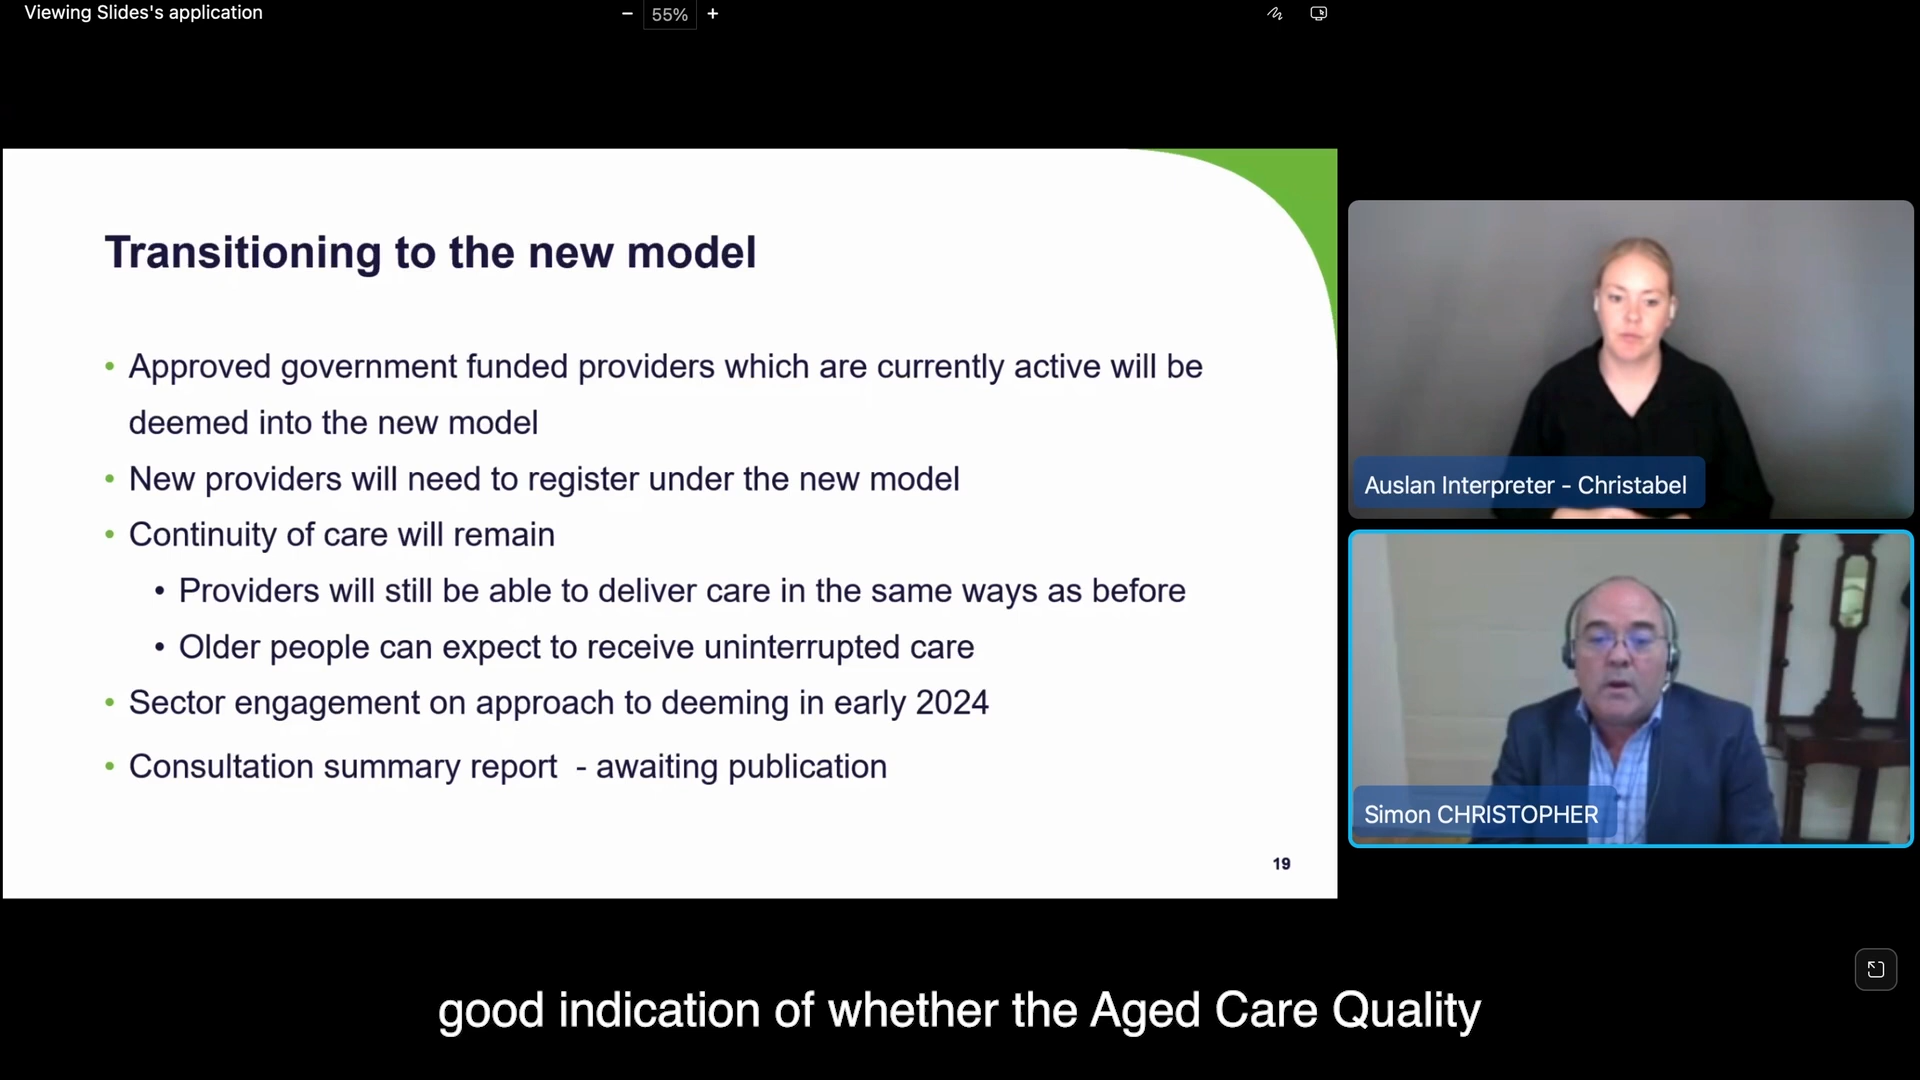 Viewing Slides's application
− 55% +
Transitioning to the new model
• Approved government funded providers which are currently active will be
deemed into the new model
• New providers will need to register under the new model
• Continuity of care will remain
• Providers will still be able to deliver care in the same ways as before
• Older people can expect to receive uninterrupted care
• Sector engagement on approach to deeming in early 2024
• Consultation summary report - awaiting publication
19
Auslan Interpreter - Christabel
Simon CHRISTOPHER
good indication of whether the Aged Care Quality